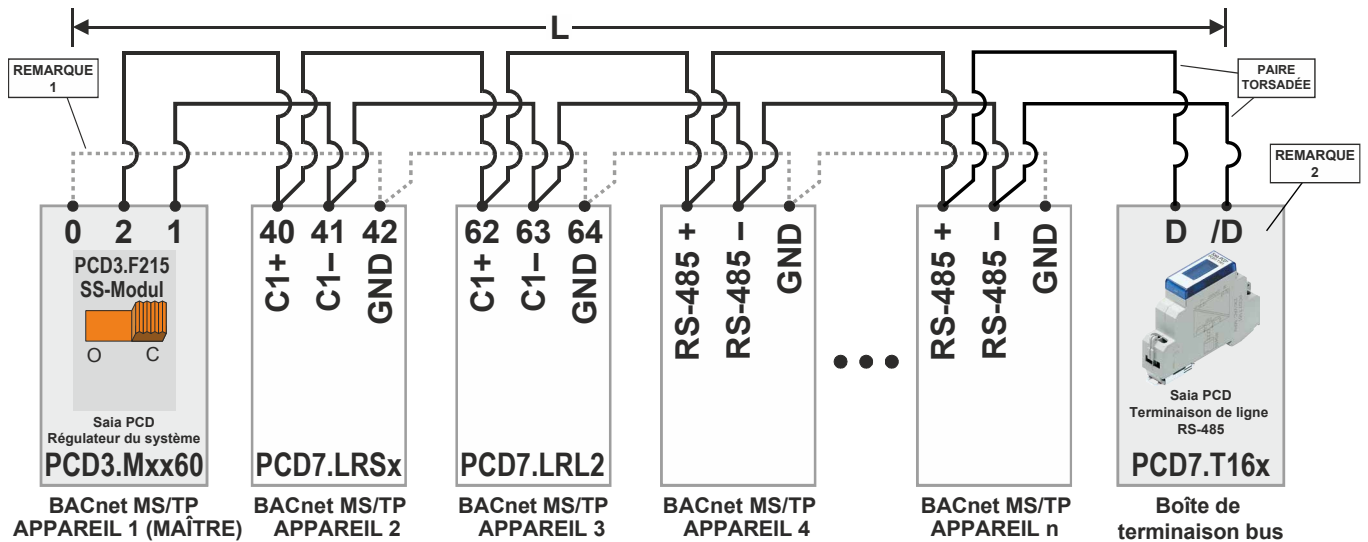 L
REMARQUE
1
PAIRE
TORSADÉE
REMARQUE
2
0 2 1
PCD3.F215
SS-Modul
O C
Saia PCD
Régulateur du système
PCD3.Mxx60
BACnet MS/TP
APPAREIL 1 (MAÎTRE)
40 41 42
C1+ C1– GND
PCD7.LRSx
BACnet MS/TP
APPAREIL 2
62 63 64
C1+ C1– GND
PCD7.LRL2
BACnet MS/TP
APPAREIL 3
RS-485 + RS-485 – GND
BACnet MS/TP
APPAREIL 4
RS-485 + RS-485 – GND
BACnet MS/TP
APPAREIL n
D /D
Saia PCD
Terminaison de ligne
RS-485
PCD7.T16x
Boîte de
terminaison bus